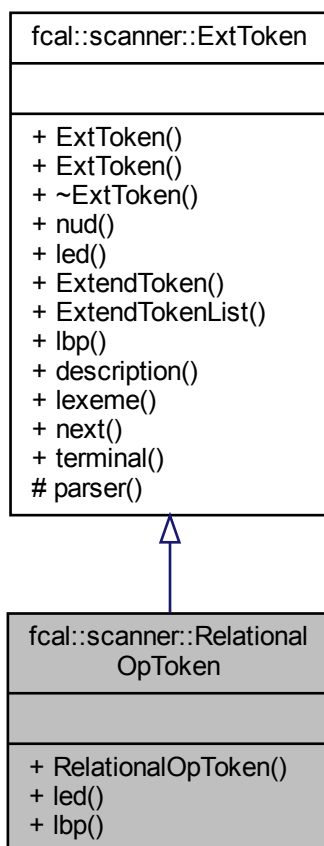 fcal::scanner::ExtToken
+ ExtToken()
+ ExtToken()
+ ~ExtToken()
+ nud()
+ led()
+ ExtendToken()
+ ExtendTokenList()
+ lbp()
+ description()
+ lexeme()
+ next()
+ terminal()
# parser()
fcal::scanner::Relational
OpToken
+ RelationalOpToken()
+ led()
+ lbp()